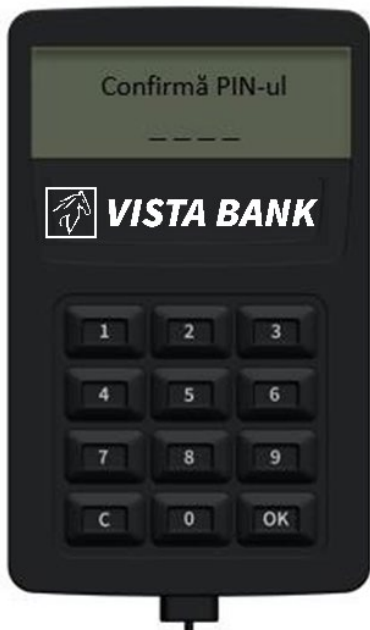 Confirmă PIN-ul
_ _ _ _
VISTA BANK
1 2 3
4 5 6
7 8 9
C 0 OK